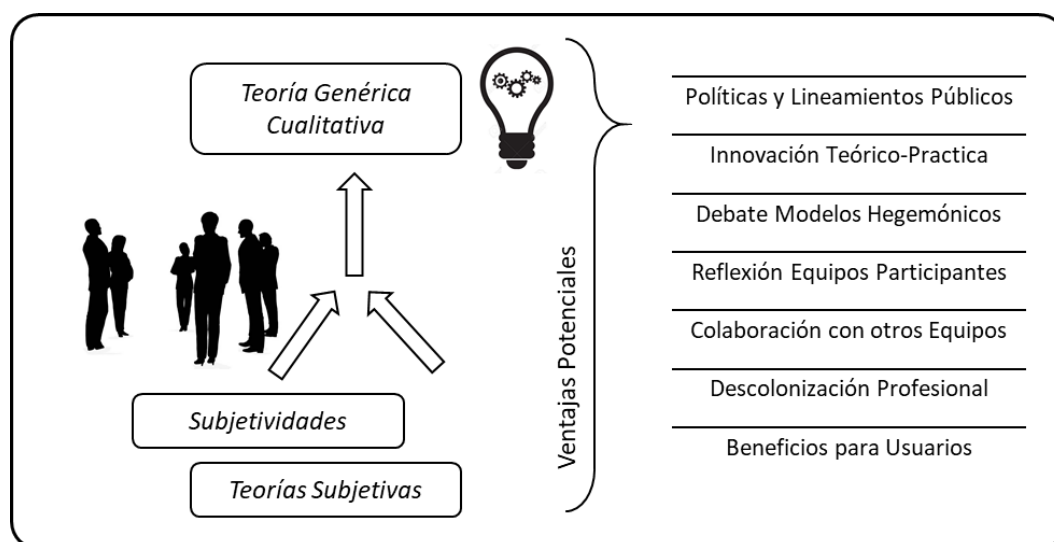 Teoría Genérica
Cualitativa
Subjetividades
Teorías Subjetivas
Ventajas Potenciales
Políticas y Lineamientos Públicos
Innovación Teórico-Practica
Debate Modelos Hegemónicos
Reflexión Equipos Participantes
Colaboración con otros Equipos
Descolonización Profesional
Beneficios para Usuarios